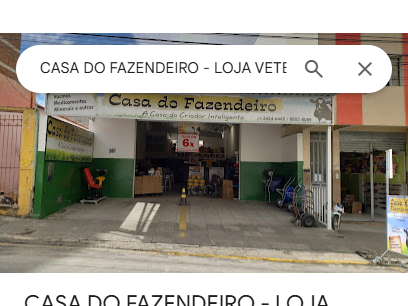 CASA DO FAZENDEIRO - LOJA VETE
Vacinas
Medicamentos
Minerais e outros
Casa do Fazendeiro
A Casa do Criador Inteligente.
6x
CASA DO FAZENDEIRO - LOJA